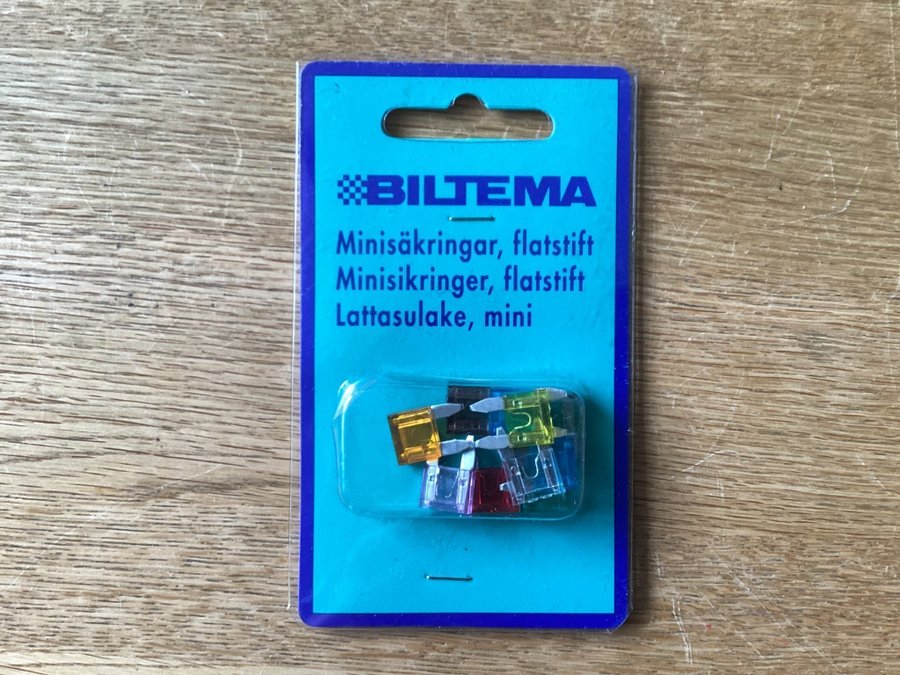 BILTEMA
Minisäkringar, flatstift
Minisikringer, flatstift
Lattasulake, mini